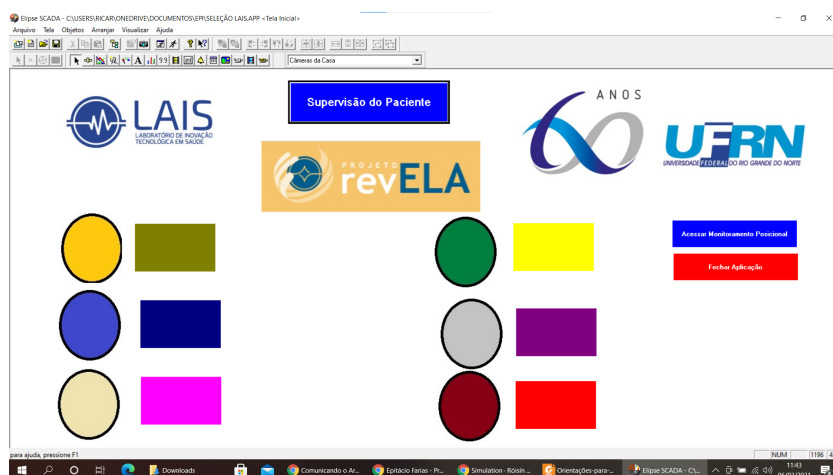 Elipse SCADA - C:\USERS\RICAR\ONEDRIVE\DOCUMENTOS\EPI\SELEÇÃO LAIS.APP <Tela Inicial>
Arquivo Tela Objetos Arranjar Visualizar Ajuda
Câmeras da Casa
LAIS
LABORATÓRIO DE INOVAÇÃO
TECNOLÓGICA EM SAÚDE
Supervisão do Paciente
PROJETO
revELA
ANOS
UFRN
UNIVERSIDADE FEDERAL DO RIO GRANDE DO NORTE
Acessar Monitoramento Posicional
Fechar Aplicação
para ajuda, pressione F1
NUM
1196
Downloads
Comunicando o Ar...
Epitácio Farias - Pr...
Simulation - Róisín ...
Orientações-para-...
Elipse SCADA - C:\...
11:43